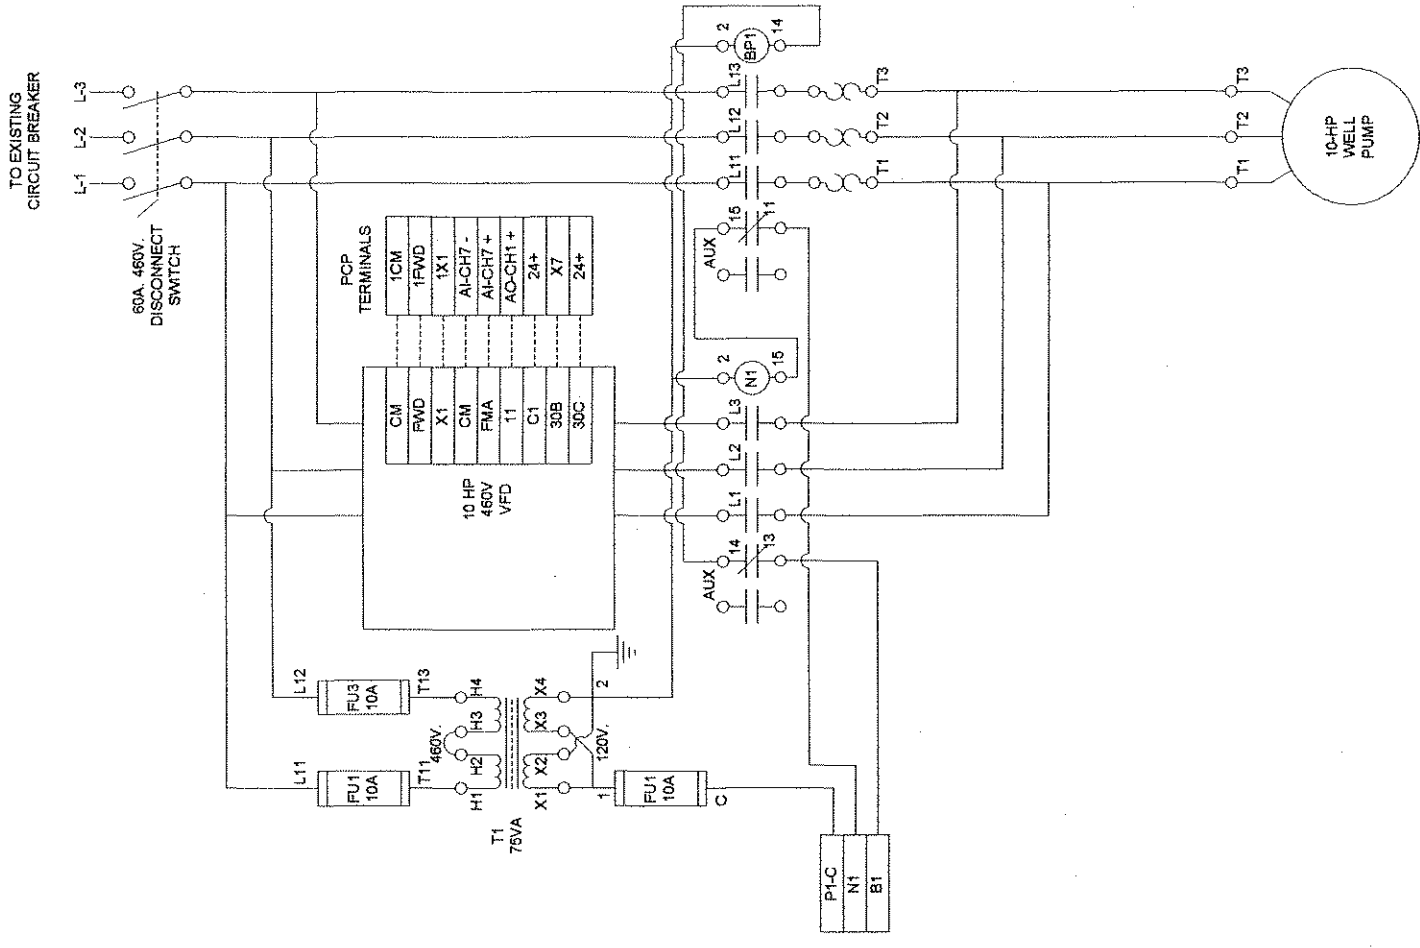 TO EXISTING
CIRCUIT BREAKER
L-3
L-2
L-1
60A. 460V.
DISCONNECT
SWITCH
PCP
TERMINALS
1CM
1FWD
1X1
AI-CH7 -
AI-CH7 +
AO-CH1 +
24+
X7
24+
CM
FWD
X1
CM
FMA
11
C1
30B
30C
10 HP
460V
VFD
2
BP1
14
L13
L12
L11
T3
T2
T1
T3
T2
T1
10-HP
WELL
PUMP
AUX
15
11
2
N1
15
L3
L2
L1
AUX
14
13
L12
FU3
10A
T13
L11
FU1
10A
T11
460V.
H4
H3
H2
H1
X4
X3
X2
X1
T1
75VA
120V.
2
1
FU1
10A
C
P1-C
N1
B1